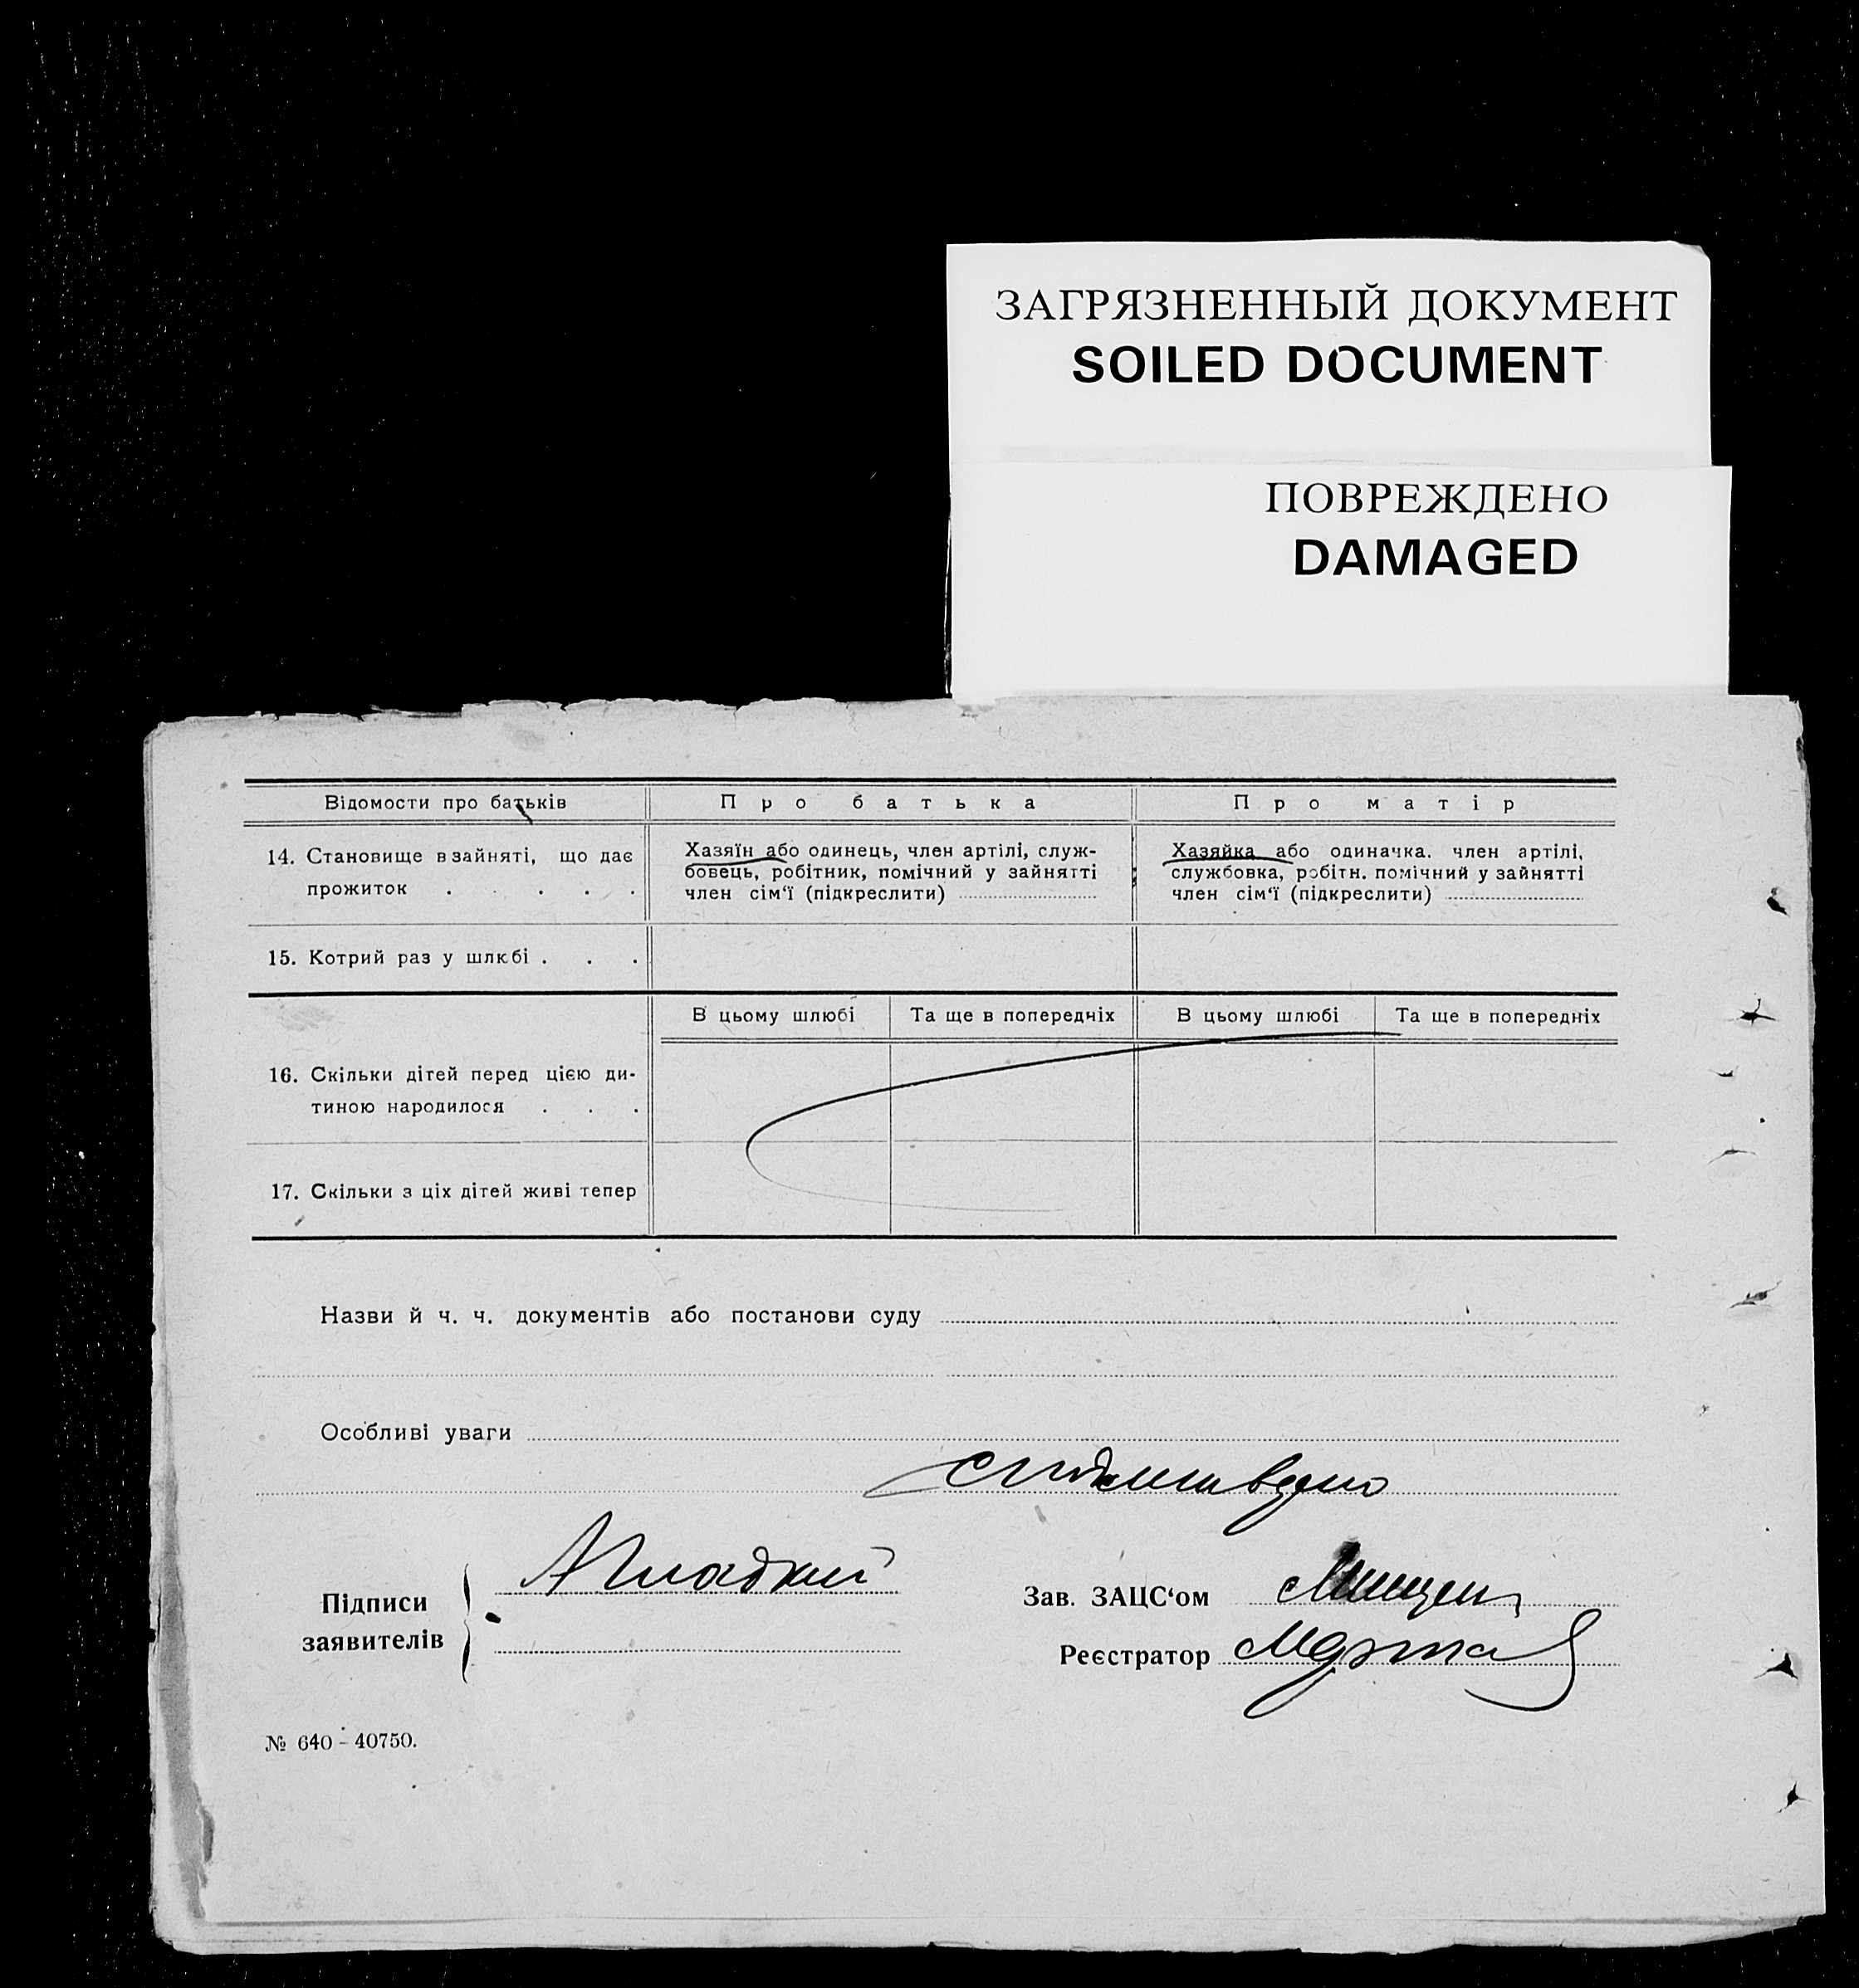 ЗАГРЯЗНЕННЫЙ ДОКУМЕНТ
SOILED DOCUMENT
ПОВРЕЖДЕНО
DAMAGED
Відомости про батьків
Про батька
Про матір
14. Становище в зайняті, що дає
прожиток . . . .
Хазяїн або одинець, член артілі, служ-
бовець, робітник, помічний у зайнятті
член сім‘ї (підкреслити)
Хазяйка або одиначка. член артілі,
службовка, робітн. помічний у зайнятті
член сім‘ї (підкреслити)
15. Котрий раз у шлюбі . . .
В цьому шлюбі
Та ще в попередніх
В цьому шлюбі
Та ще в попередніх
16. Скільки дітей перед цією ди-
тиною народилося . . .
17. Скільки з ціх дітей живі тепер
Назви й ч. ч. документів або постанови суду
Особливі уваги
Підписи
заявителів
АГладкий
Зав. ЗАЦС‘ом
Реєстратор
№ 640 - 40750.